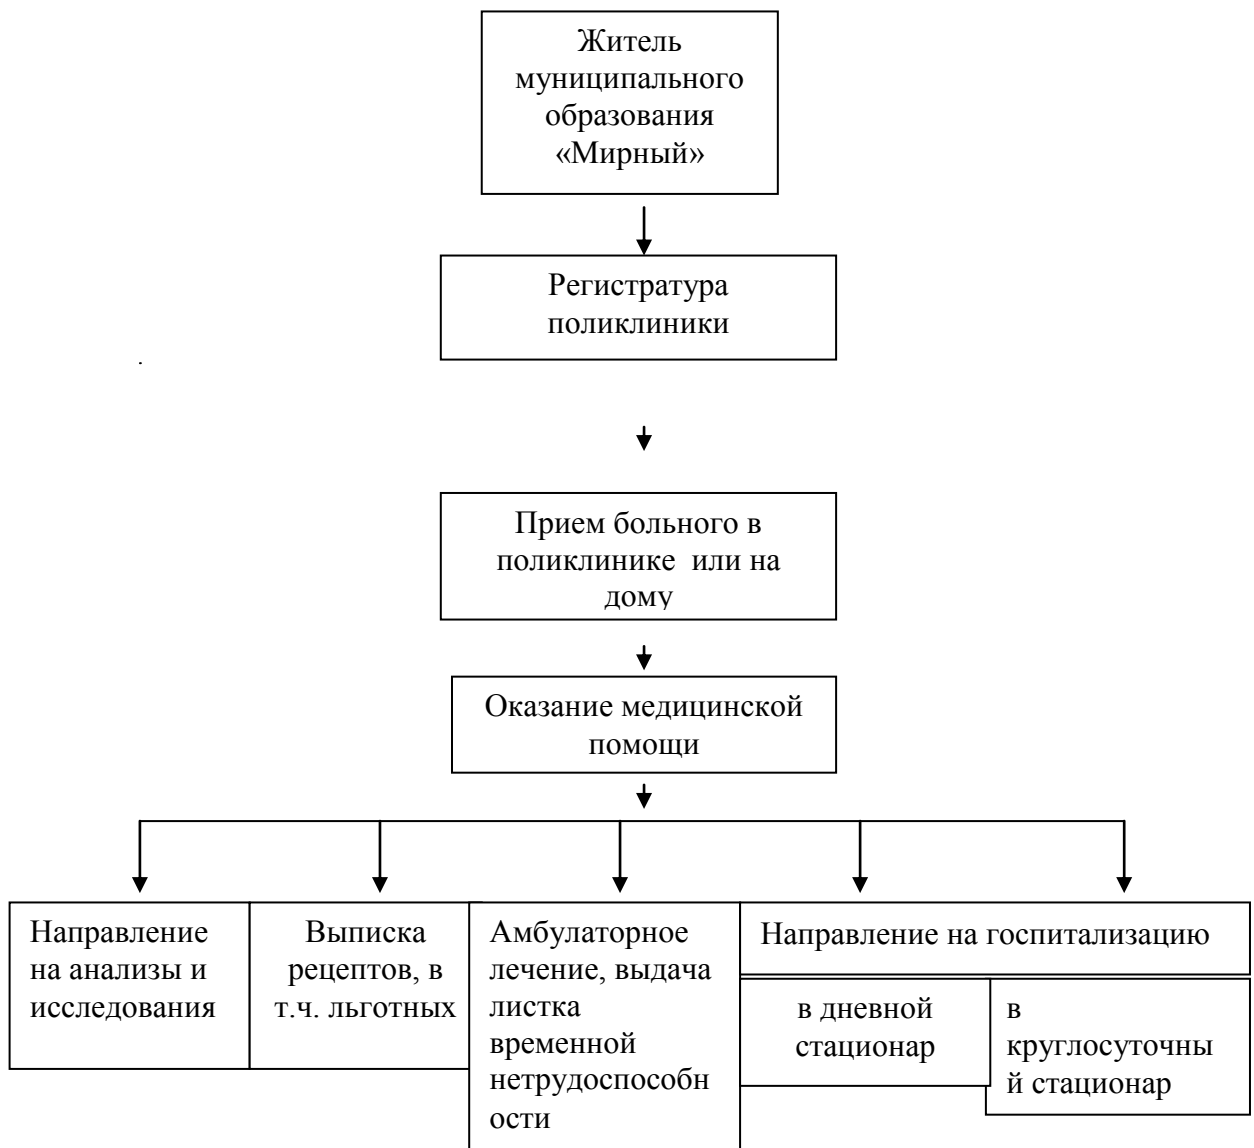 Житель
муниципального
образования
«Мирный»
Регистратура
поликлиники
Прием больного в
поликлинике или на
дому
Оказание медицинской
помощи
Направление
на анализы и
исследования
Выписка
рецептов, в
т.ч. льготных
Амбулаторное
лечение, выдача
листка
временной
нетрудоспособн
ости
Направление на госпитализацию
в дневной
стационар
в
круглосуточны
й стационар